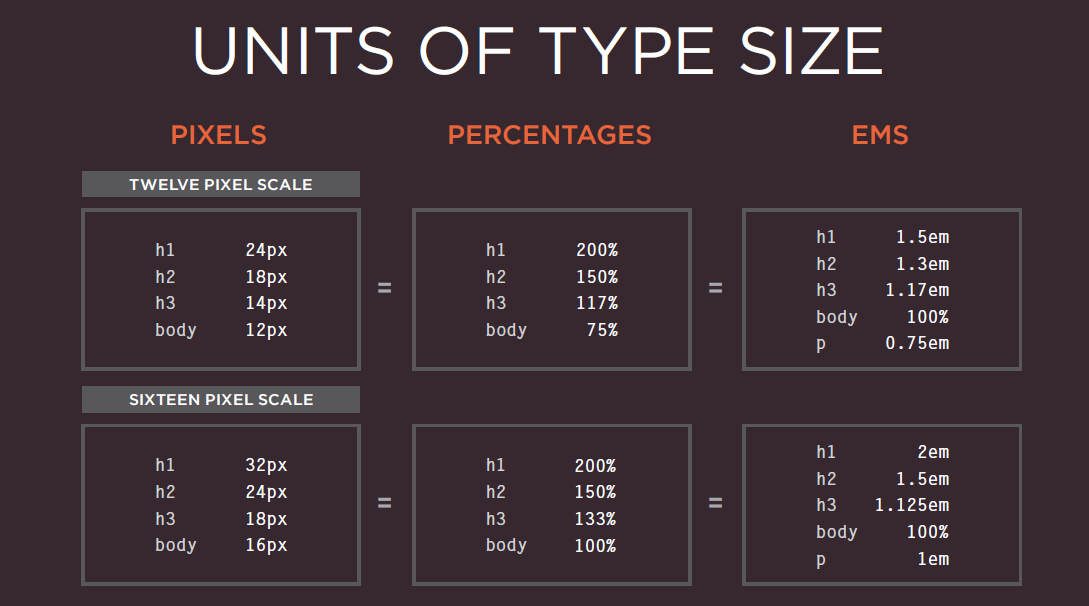 UNITS OF TYPE SIZE
PIXELS PERCENTAGES EMS
TWELVE PIXEL SCALE
h1 24px
h2 18px
h3 14px
body 12px
=
h1 200%
h2 150%
h3 117%
body 75%
=
h1 1.5em
h2 1.3em
h3 1.17em
body 100%
p 0.75em
SIXTEEN PIXEL SCALE
h1 32px
h2 24px
h3 18px
body 16px
=
h1 200%
h2 150%
h3 133%
body 100%
=
h1 2em
h2 1.5em
h3 1.125em
body 100%
p 1em